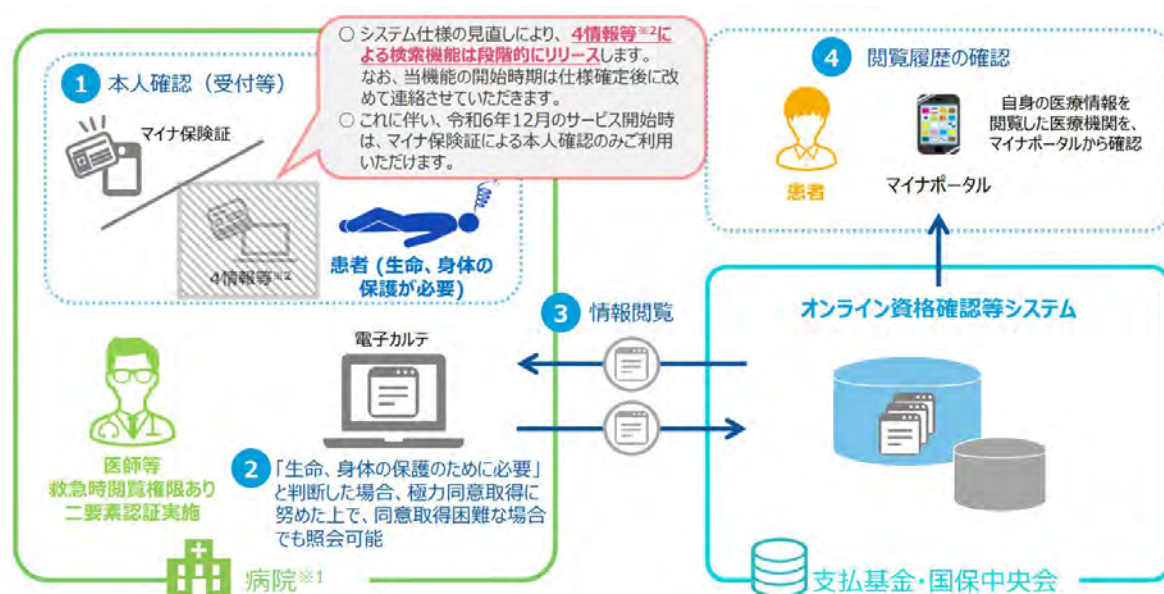 ○ システム仕様の見直しにより、4情報等※2に
よる検索機能は段階的にリリースします。
なお、当機能の開始時期は仕様確定後に改
めて連絡させていただきます。
○ これに伴い、令和6年12月のサービス開始時
は、マイナ保険証による本人確認のみご利用
いただけます。
1 本人確認（受付等）
マイナ保険証
4情報等※2
患者 (生命、身体の
保護が必要)
4 閲覧履歴の確認
自身の医療情報を
閲覧した医療機関を、
マイナポータルから確認
患者
マイナポータル
3 情報閲覧
オンライン資格確認等システム
電子カルテ
医師等
救急時閲覧権限あり
二要素認証実施
2 「生命、身体の保護のために必要」
と判断した場合、極力同意取得に
努めた上で、同意取得困難な場合
でも照会可能
病院※1
支払基金・国保中央会